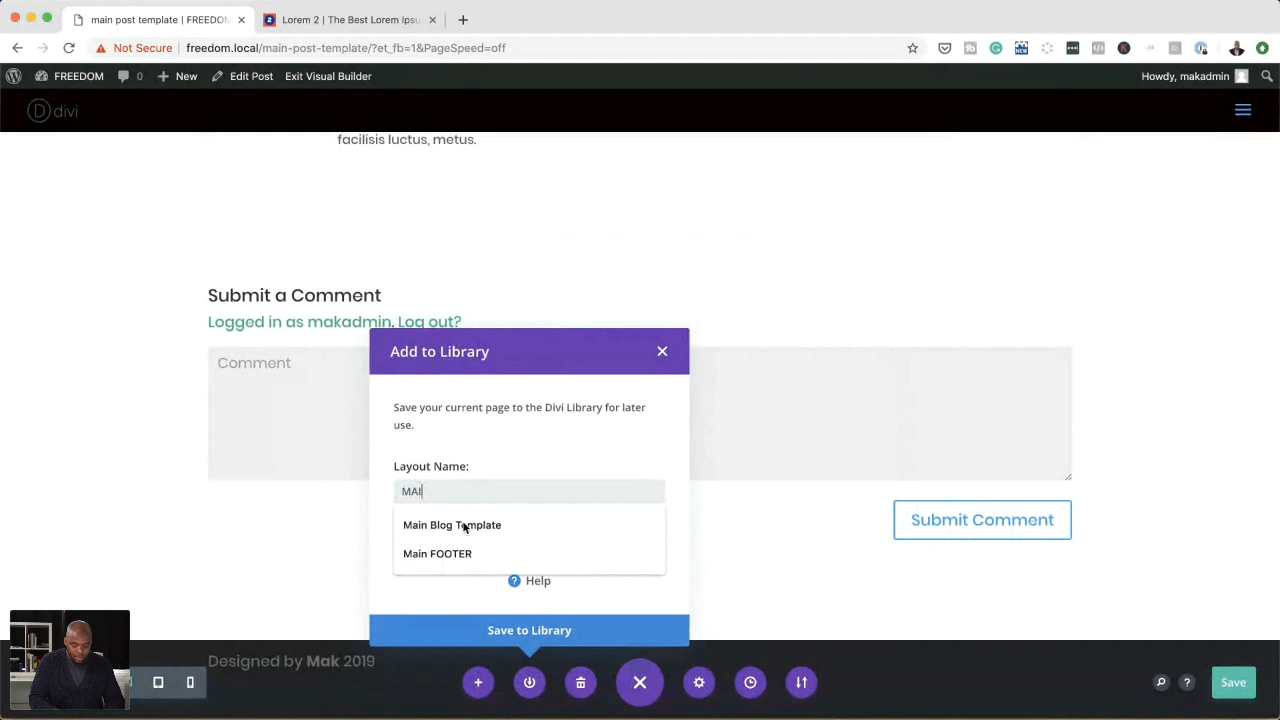 main post template | FREEDOM
Lorem 2 | The Best Lorem Ipsu
Not Secure
freedom.local/main-post-template/?et_fb=1&PageSpeed=off
FREEDOM
0
New
Edit Post
Exit Visual Builder
Howdy, makadmin
D divi
facilisis luctus, metus.
Submit a Comment
Logged in as makadmin. Log out?
Comment
Add to Library
Save your current page to the Divi Library for later
use.
Layout Name:
MAI
Main Blog Template
Main FOOTER
? Help
Submit Comment
Save to Library
Designed by Mak 2019
?
Save